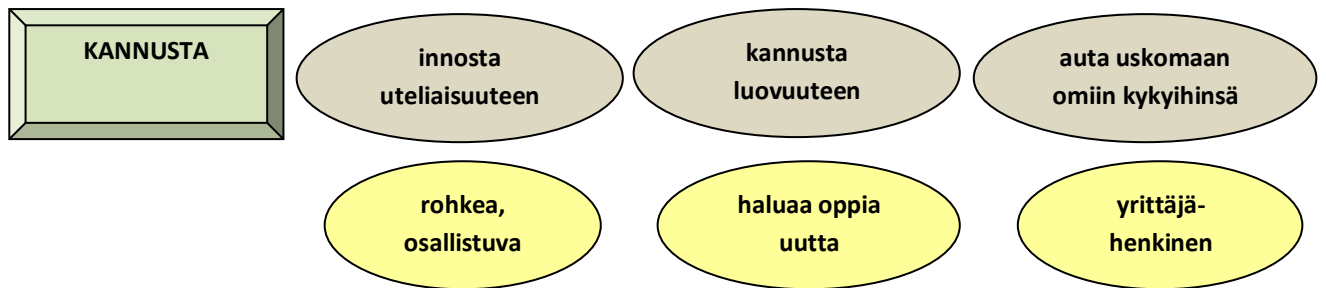 KANNUSTA
innosta
uteliaisuuteen
kannusta
luovuuteen
auta uskomaan
omiin kykyihinsä
rohkea,
osallistuva
haluaa oppia
uutta
yrittäjä-
henkinen